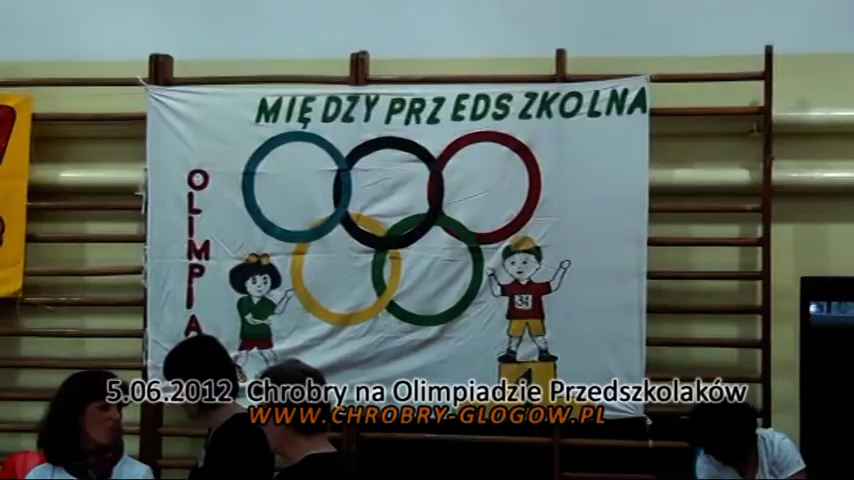 MIĘDZYPRZEDSZKOLNA
OLIMPIA
34
1
5.06.2012 Chrobry na Olimpiadzie Przedszkolaków
www.CHROBRY-GLOGOW.PL